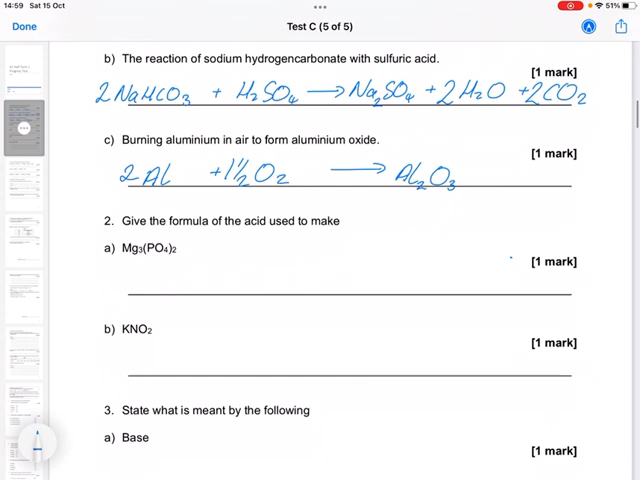 14:59 Sat 15 Oct
51%
Done
Test C (5 of 5)
b) The reaction of sodium hydrogencarbonate with sulfuric acid.
[1 mark]
2NaHCO3 + H2SO4 → Na2SO4 + 2H2O + 2CO2
c) Burning aluminium in air to form aluminium oxide.
[1 mark]
2Al + 1½O2 → Al2O3
2. Give the formula of the acid used to make
a) Mg3(PO4)2
[1 mark]
b) KNO2
[1 mark]
3. State what is meant by the following
a) Base
[1 mark]